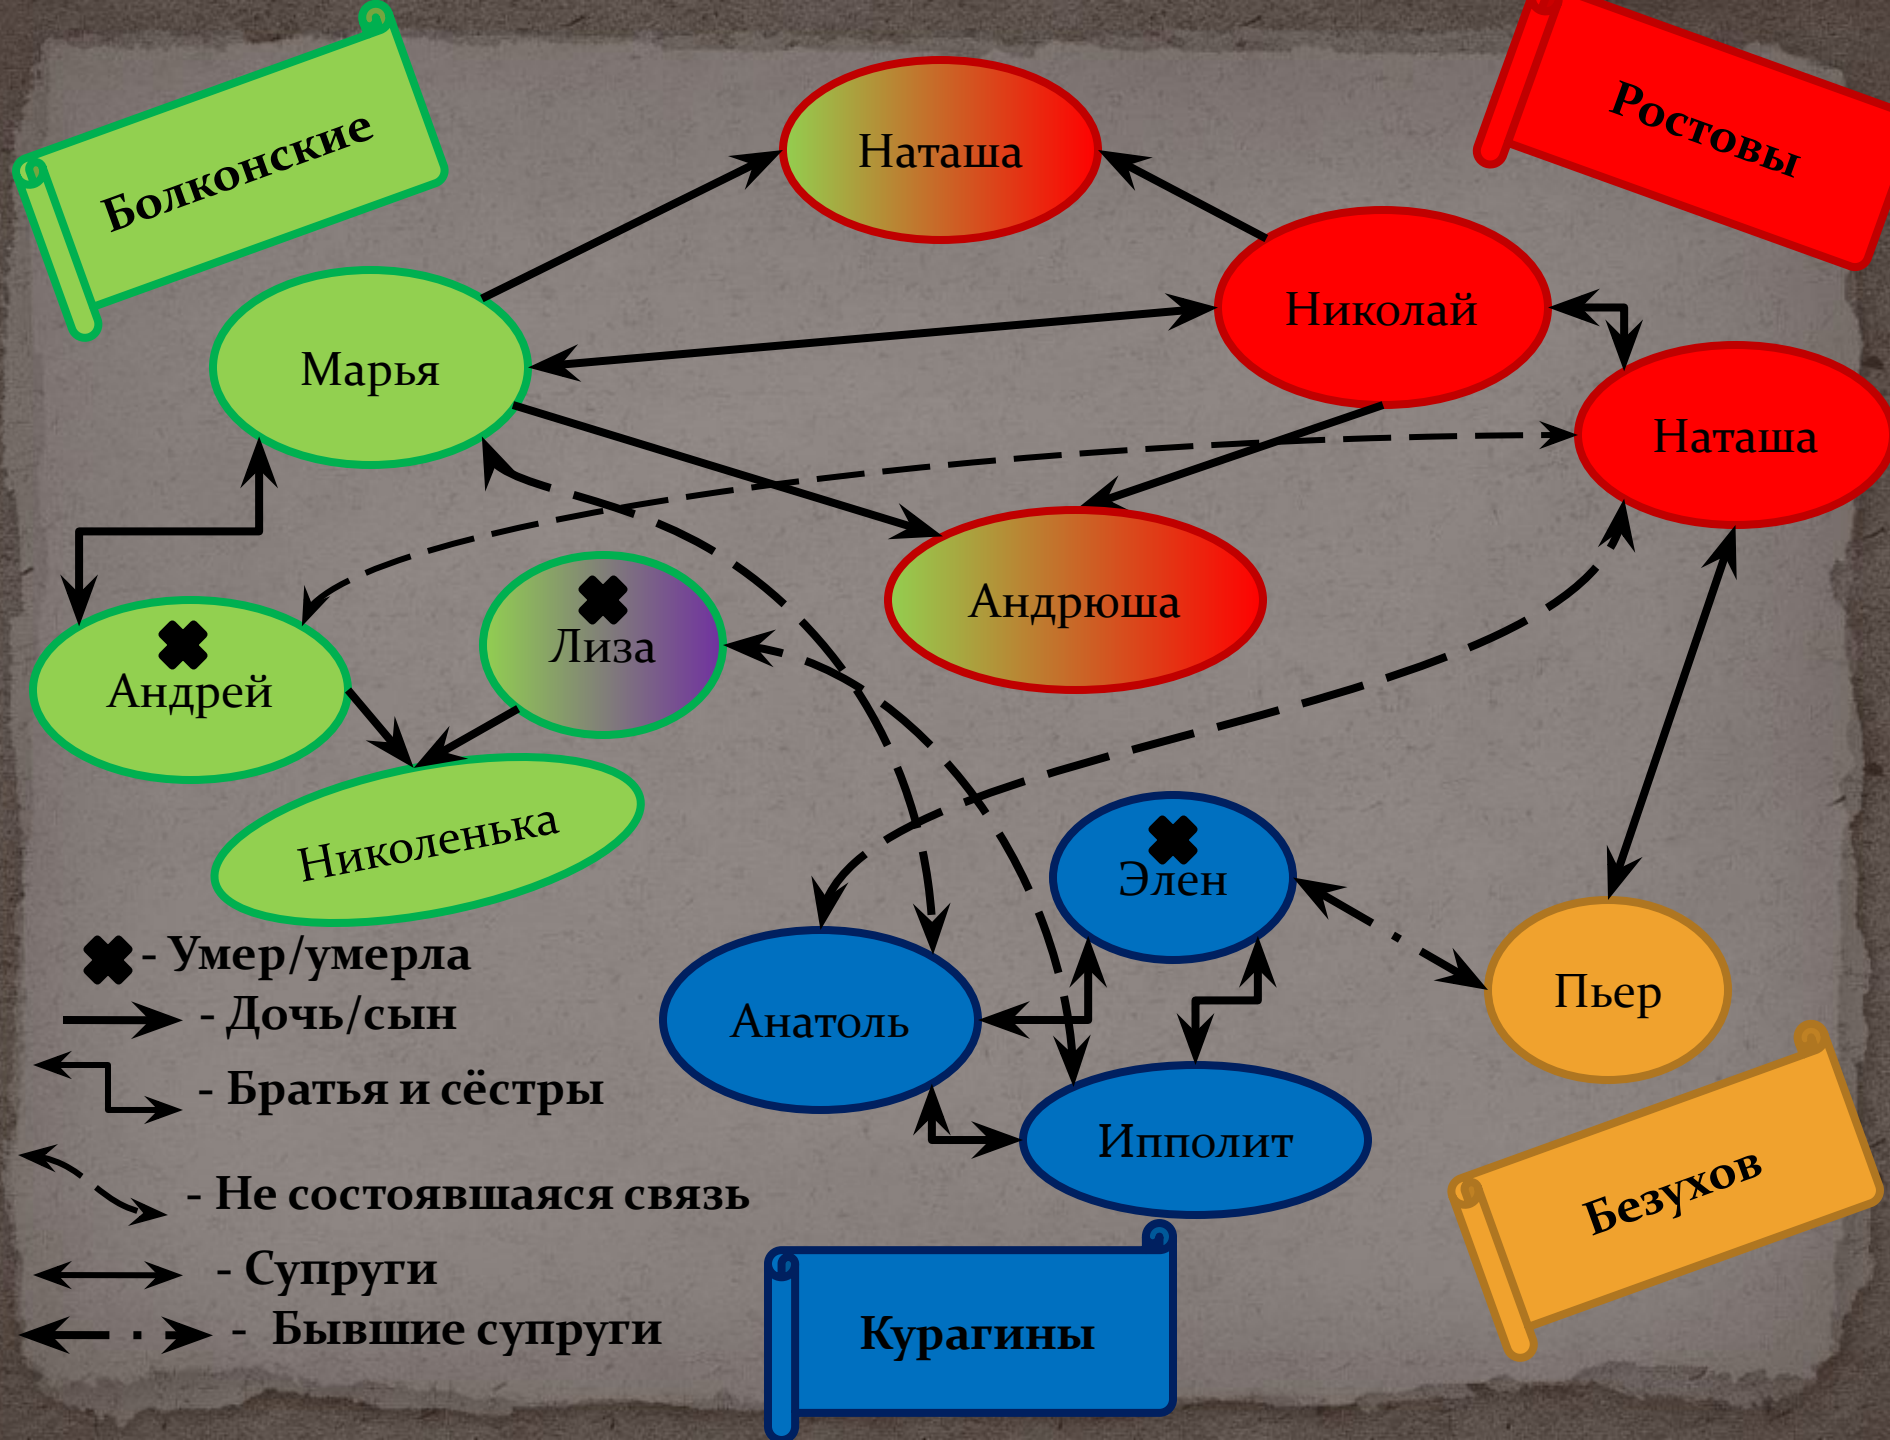 Болконские
Ростовы
Наташа
Николай
Марья
Наташа
Андрюша
Лиза
Андрей
Николенька
Элен
Пьер
Анатоль
Ипполит
- Умер/умерла
- Дочь/сын
- Братья и сёстры
- Не состоявшаяся связь
- Супруги
- Бывшие супруги
Безухов
Курагины